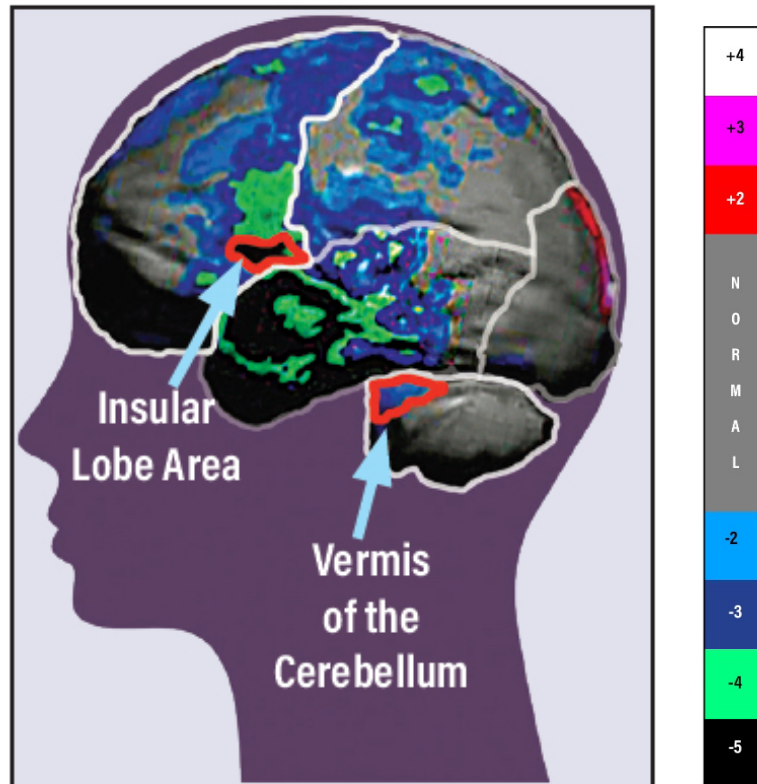 Insular
Lobe Area
Vermis
of the
Cerebellum
+4
+3
+2
N
O
R
M
A
L
-2
-3
-4
-5